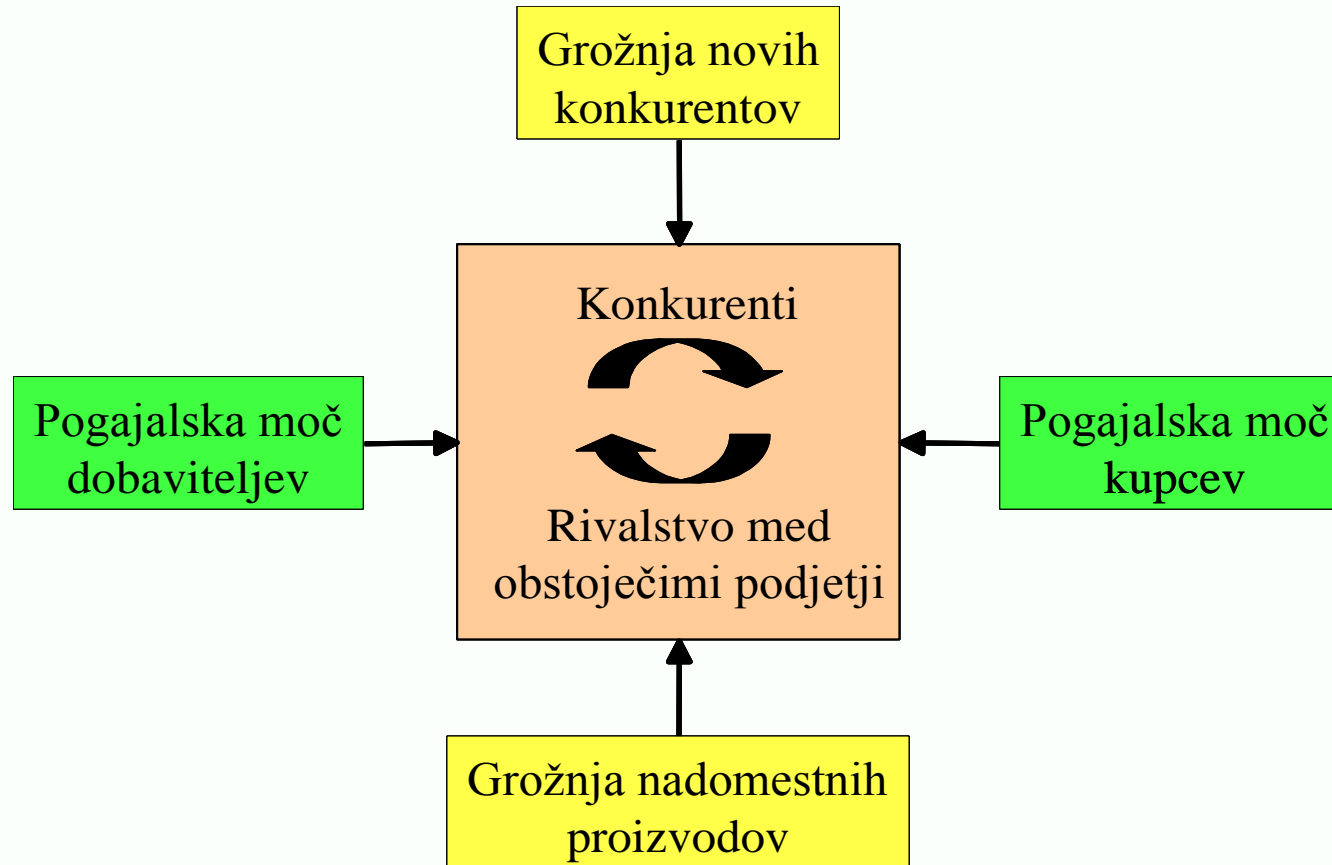 Grožnja novih
konkurentov
Konkurenti
Pogajalska moč
dobaviteljev
Pogajalska moč
kupcev
Rivalstvo med
obstoječimi podjetji
Grožnja nadomestnih
proizvodov